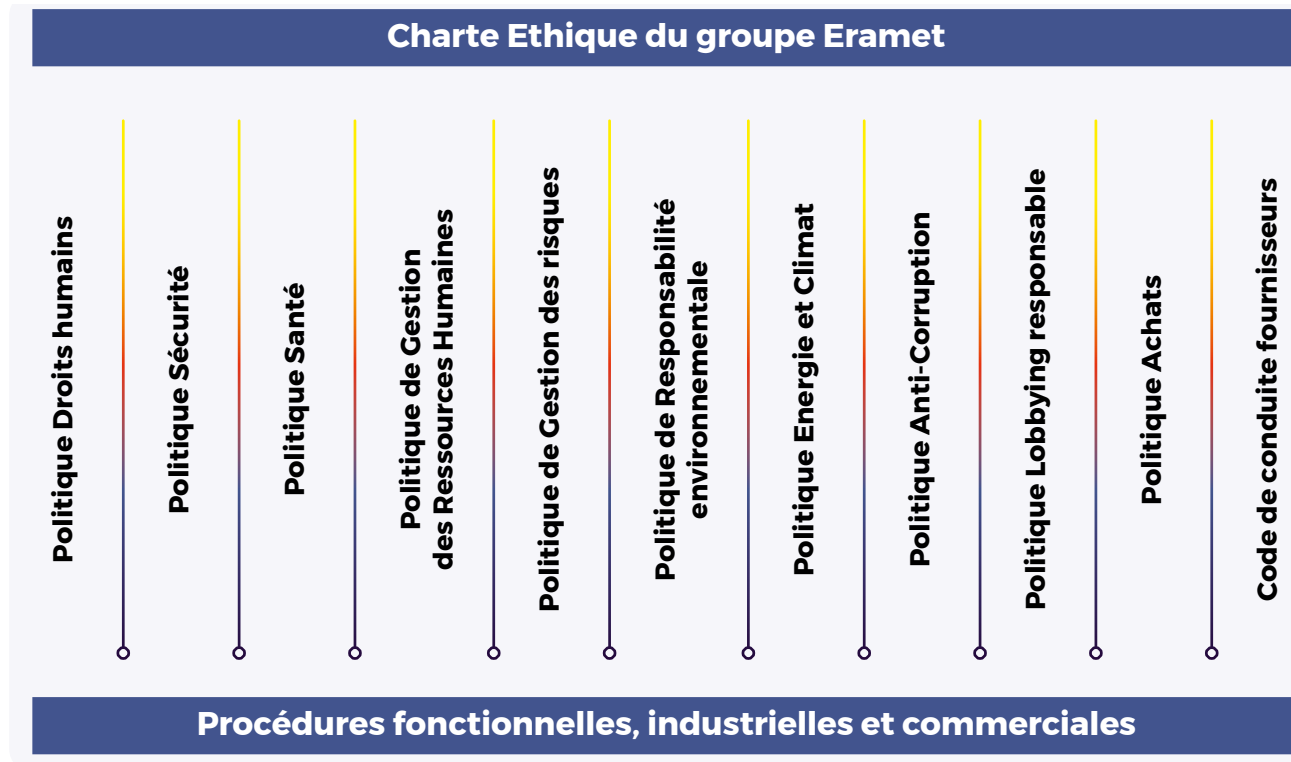 Charte Ethique du groupe Eramet
Politique Droits humains
Politique Sécurité
Politique Santé
Politique de Gestion
des Ressources Humaines
Politique de Gestion des risques
Politique de Responsabilité
environnementale
Politique Energie et Climat
Politique Anti-Corruption
Politique Lobbying responsable
Politique Achats
Code de conduite fournisseurs
Procédures fonctionnelles, industrielles et commerciales